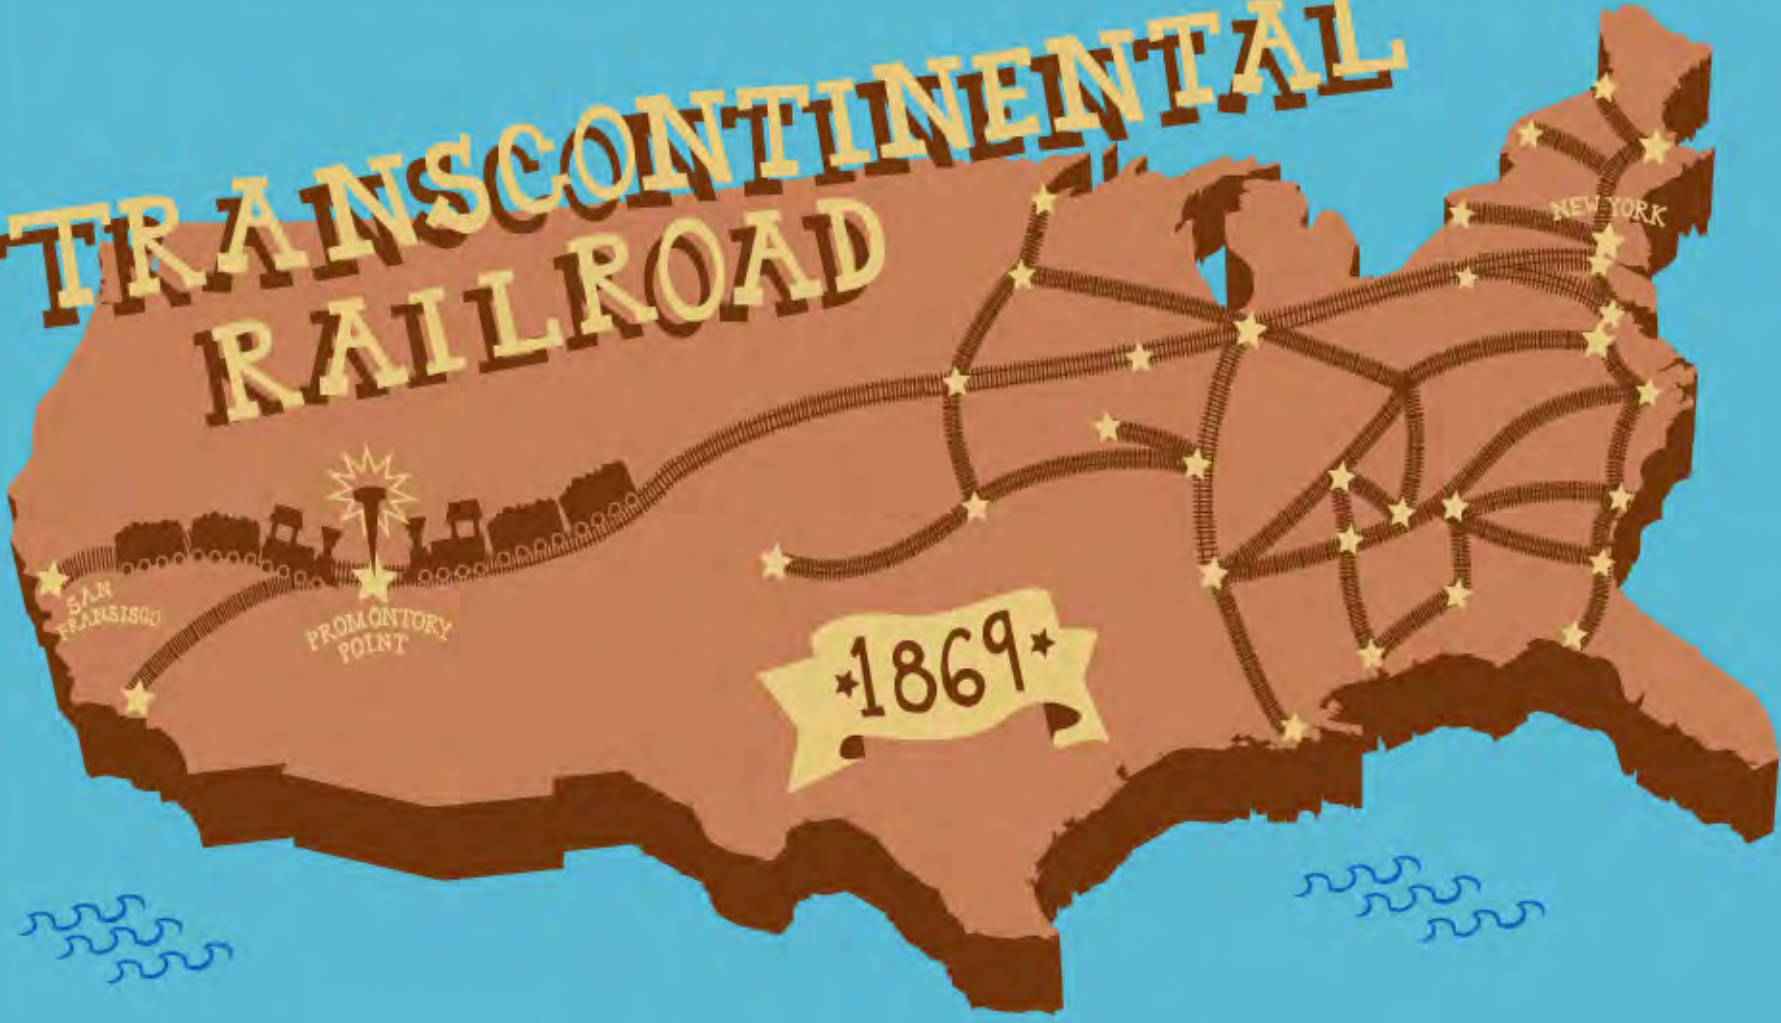 TRANSCONTINENTAL
RAILROAD
NEW YORK
SAN
FRANSISCO
PROMONTORY
POINT
1869